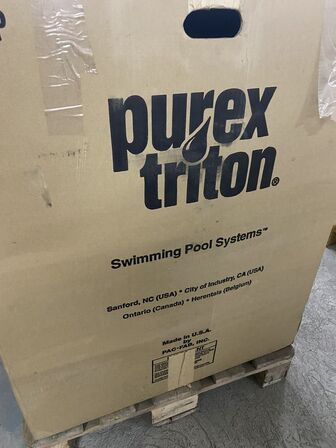 purex
triton®
Swimming Pool Systems™
Sanford, NC (USA) * City of Industry, CA (USA)
Ontario (Canada) * Herentals (Belgium)
Made in U.S.A.
by
PAC-FAB, INC.